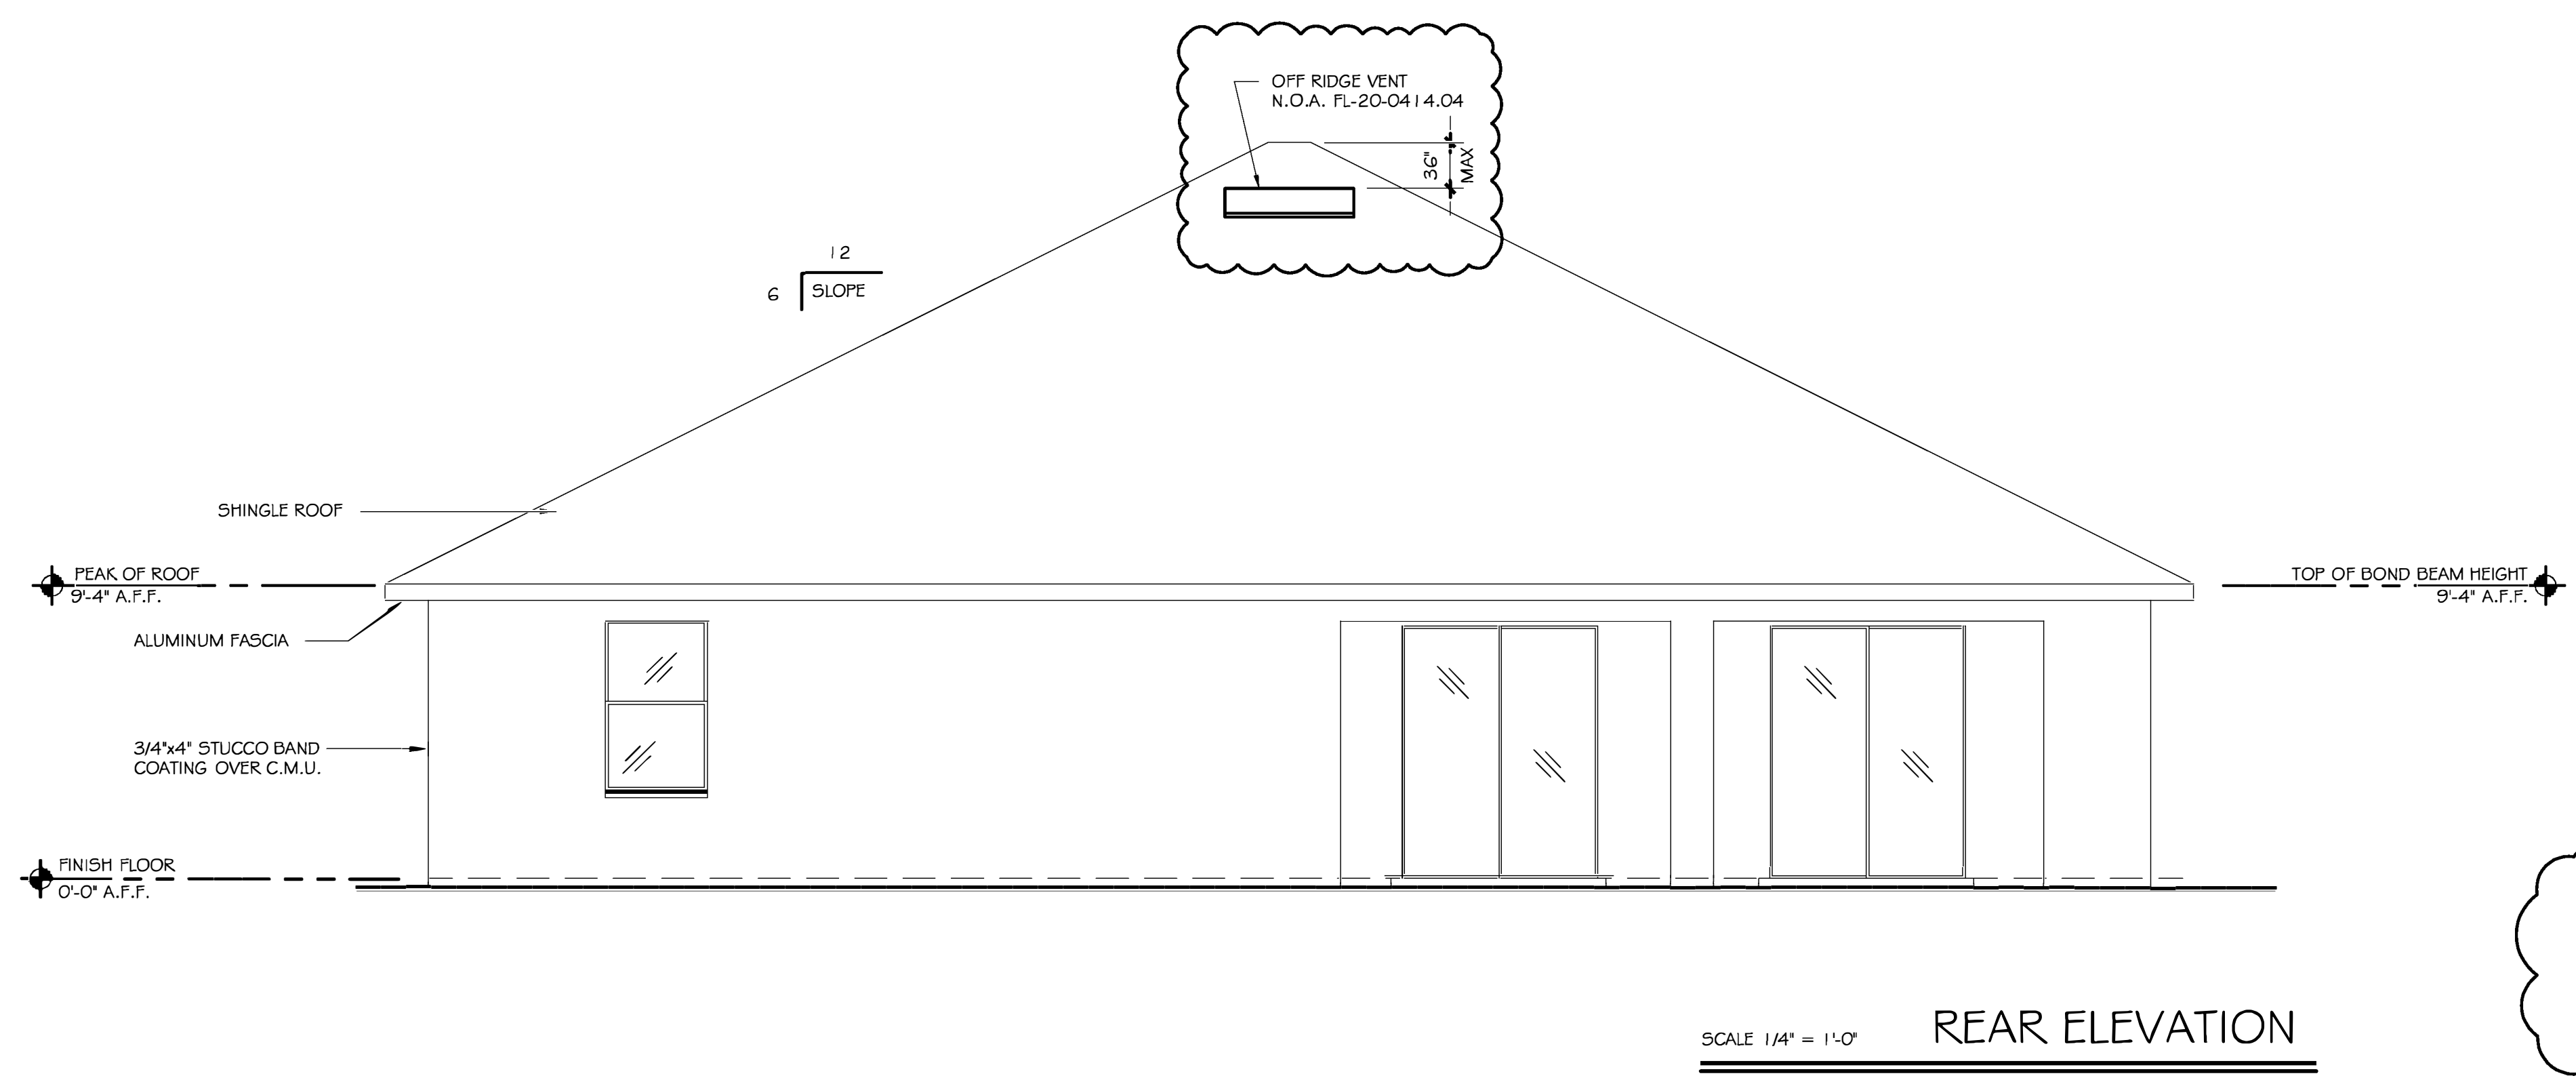 OFF RIDGE VENT
N.O.A. FL-20-0414.04
36"
MAX
12
6
SLOPE
SHINGLE ROOF
PEAK OF ROOF
9'-4" A.F.F.
TOP OF BOND BEAM HEIGHT
9'-4" A.F.F.
ALUMINUM FASCIA
3/4"x4" STUCCO BAND
COATING OVER C.M.U.
FINISH FLOOR
0'-0" A.F.F.
SCALE 1/4" = 1'-0"
REAR ELEVATION